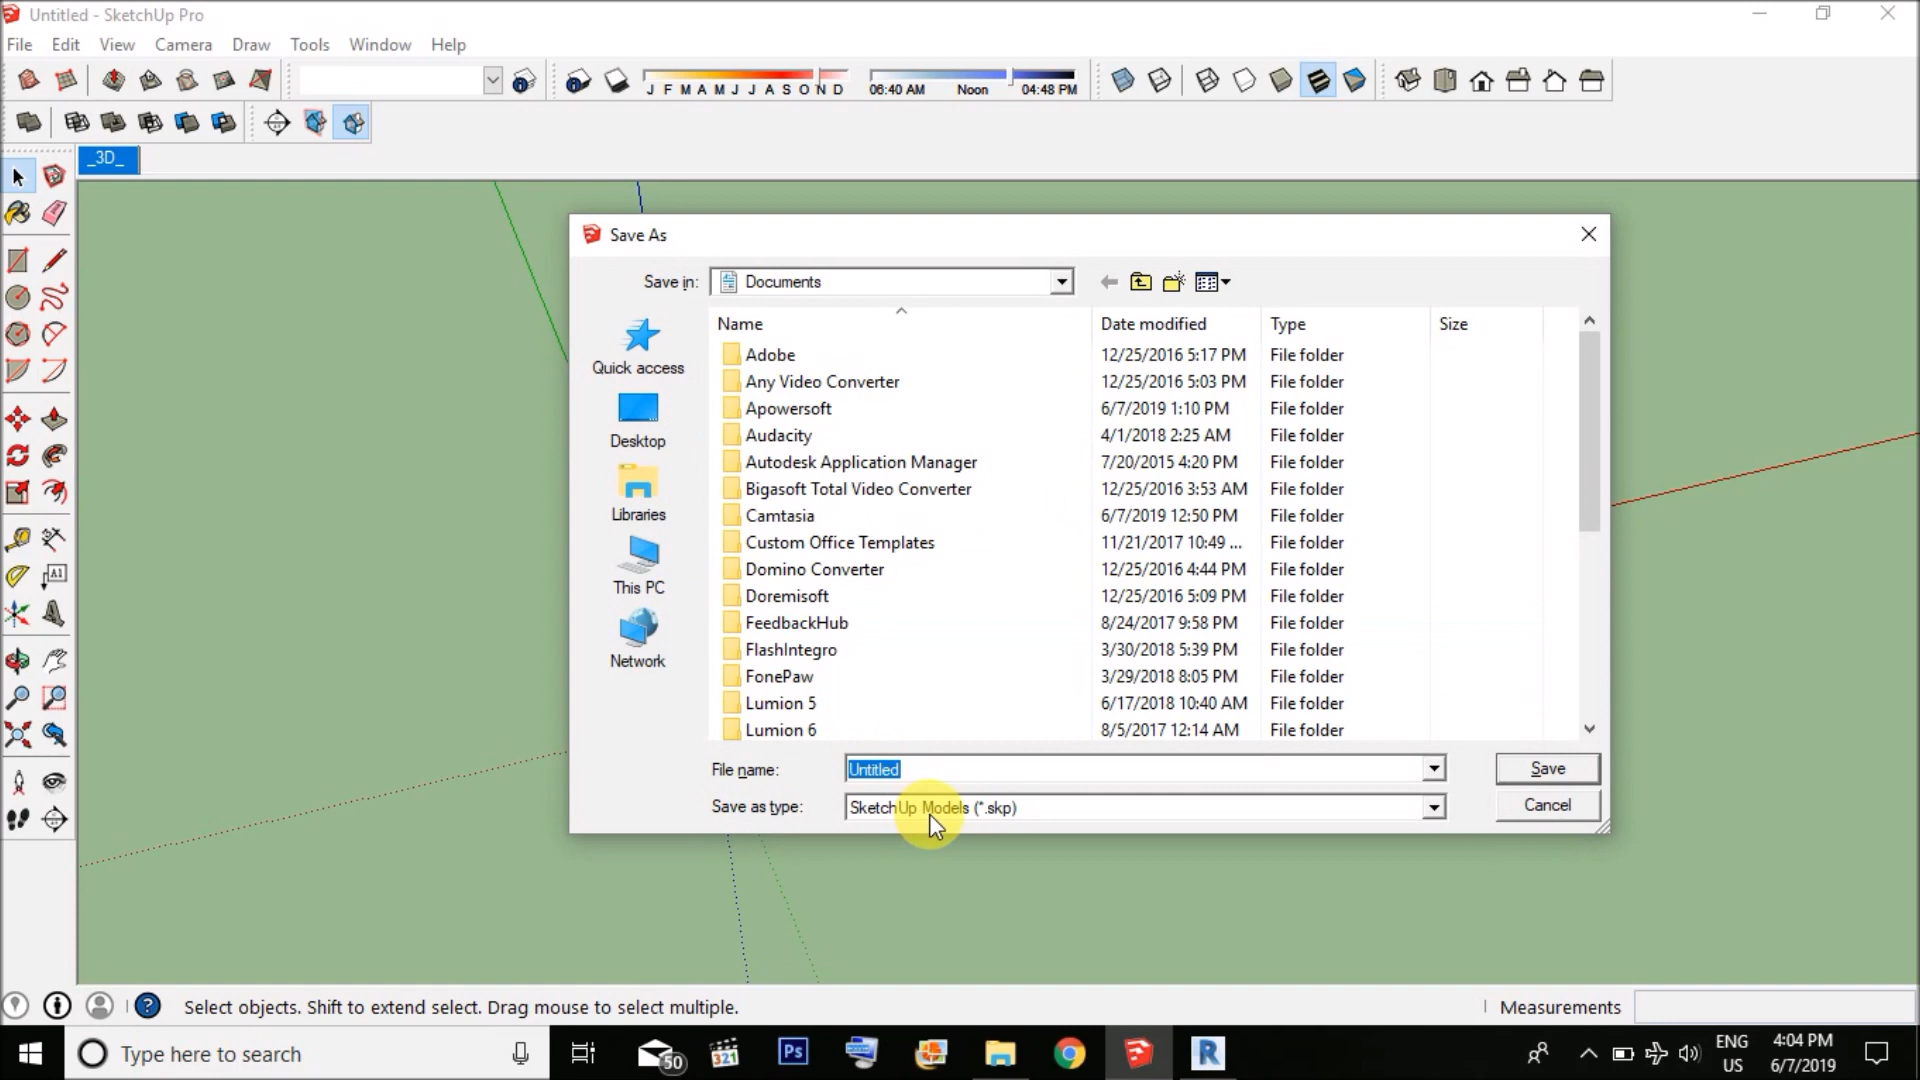 Untitled - SketchUp Pro
File Edit View Camera Draw Tools Window Help
J F M A M J J A S O N D
06:40 AM Noon 04:48 PM
_3D_
Save As
Save in: Documents
Name Date modified Type Size
Quick access
Desktop
Libraries
This PC
Network
Adobe 12/25/2016 5:17 PM File folder
Any Video Converter 12/25/2016 5:03 PM File folder
Apowersoft 6/7/2019 1:10 PM File folder
Audacity 4/1/2018 2:25 AM File folder
Autodesk Application Manager 7/20/2015 4:20 PM File folder
Bigasoft Total Video Converter 12/25/2016 3:53 AM File folder
Camtasia 6/7/2019 12:50 PM File folder
Custom Office Templates 11/21/2017 10:49 ... File folder
Domino Converter 12/25/2016 4:44 PM File folder
Doremisoft 12/25/2016 5:09 PM File folder
FeedbackHub 8/24/2017 9:58 PM File folder
FlashIntegro 3/30/2018 5:39 PM File folder
FonePaw 3/29/2018 8:05 PM File folder
Lumion 5 6/17/2018 10:40 AM File folder
Lumion 6 8/5/2017 12:14 AM File folder
File name: Untitled Save
Save as type: SketchUp Models (*.skp) Cancel
Select objects. Shift to extend select. Drag mouse to select multiple. Measurements
Type here to search
50
321
Ps
R
ENG
US
4:04 PM
6/7/2019